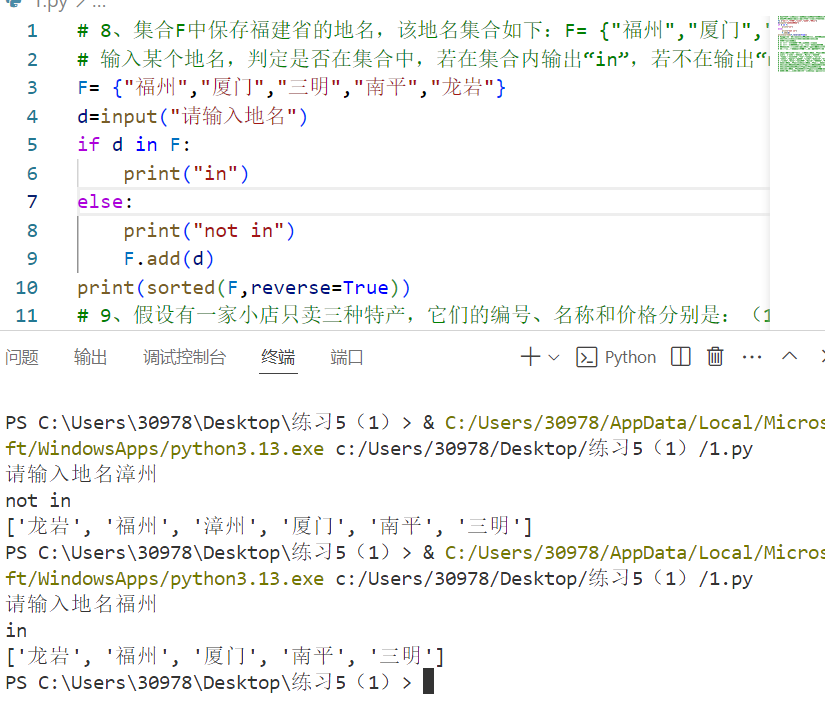 1.py > ...
1 # 8、集合F中保存福建省的地名，该地名集合如下：F= {"福州","厦门","
2 # 输入某个地名，判定是否在集合中，若在集合内输出“in”，若不在输出“
3 F= {"福州","厦门","三明","南平","龙岩"}
4 d=input("请输入地名")
5 if d in F:
6 print("in")
7 else:
8 print("not in")
9 F.add(d)
10 print(sorted(F,reverse=True))
11 # 9、假设有一家小店只卖三种特产，它们的编号、名称和价格分别是：（1
问题 输出 调试控制台 终端 端口 Python
PS C:\Users\30978\Desktop\练习5（1）> & C:/Users/30978/AppData/Local/Micros
ft/WindowsApps/python3.13.exe c:/Users/30978/Desktop/练习5（1）/1.py
请输入地名漳州
not in
['龙岩', '福州', '漳州', '厦门', '南平', '三明']
PS C:\Users\30978\Desktop\练习5（1）> & C:/Users/30978/AppData/Local/Micros
ft/WindowsApps/python3.13.exe c:/Users/30978/Desktop/练习5（1）/1.py
请输入地名福州
in
['龙岩', '福州', '厦门', '南平', '三明']
PS C:\Users\30978\Desktop\练习5（1）>